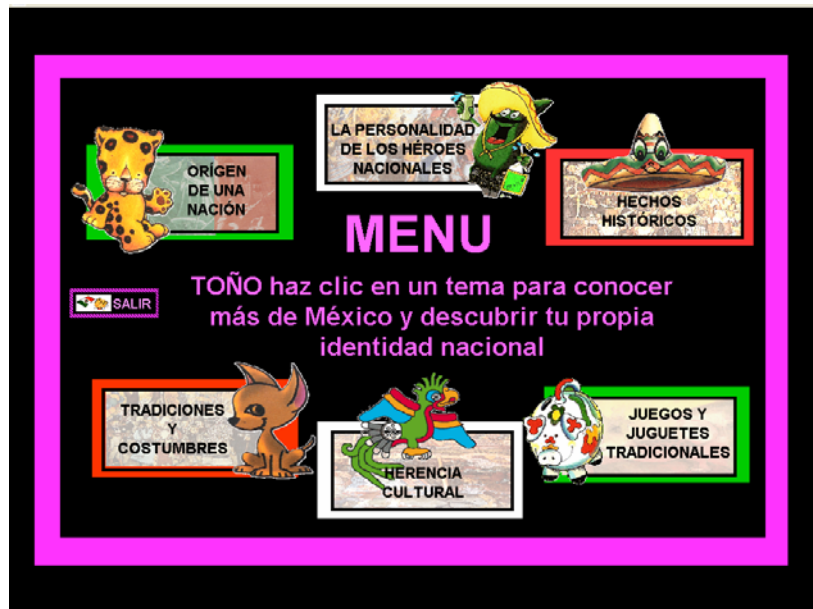 LA PERSONALIDAD
DE LOS HÉROES
NACIONALES
ORÍGEN
DE UNA
NACIÓN
HECHOS
HISTÓRICOS
MENU
TOÑO haz clic en un tema para conocer
más de México y descubrir tu propia
identidad nacional
SALIR
TRADICIONES
Y
COSTUMBRES
HERENCIA
CULTURAL
JUEGOS Y
JUGUETES
TRADICIONALES